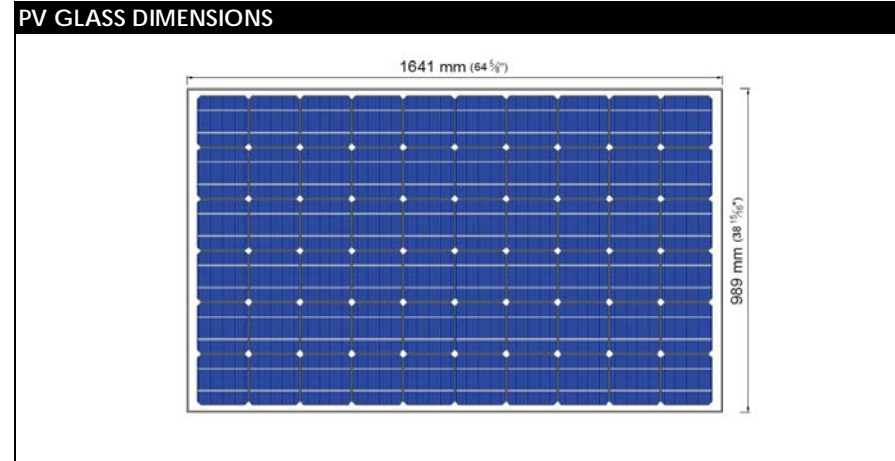 PV GLASS DIMENSIONS
1641 mm (64 ⅝")
989 mm (38 ¹⁵⁄₁₆")